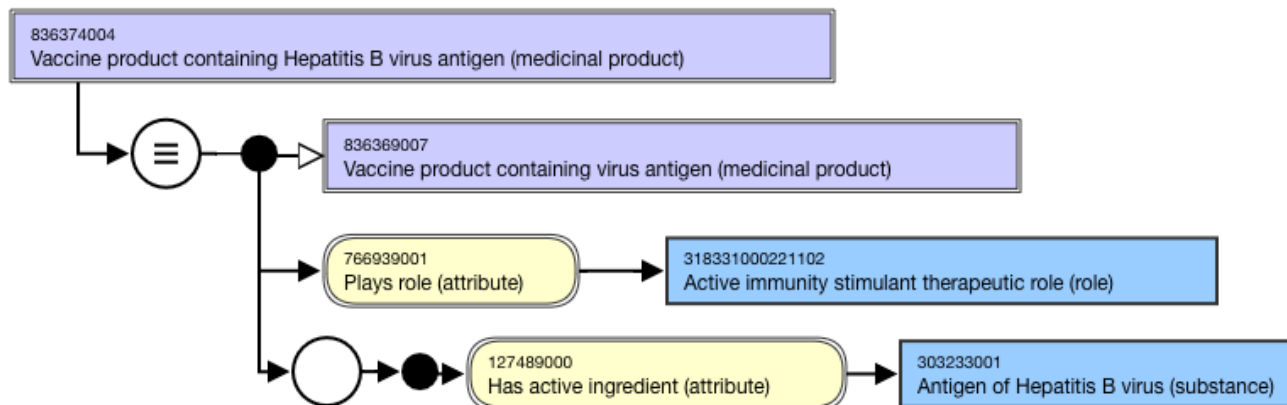 836374004
Vaccine product containing Hepatitis B virus antigen (medicinal product)
836369007
Vaccine product containing virus antigen (medicinal product)
766939001
Plays role (attribute)
318331000221102
Active immunity stimulant therapeutic role (role)
127489000
Has active ingredient (attribute)
303233001
Antigen of Hepatitis B virus (substance)